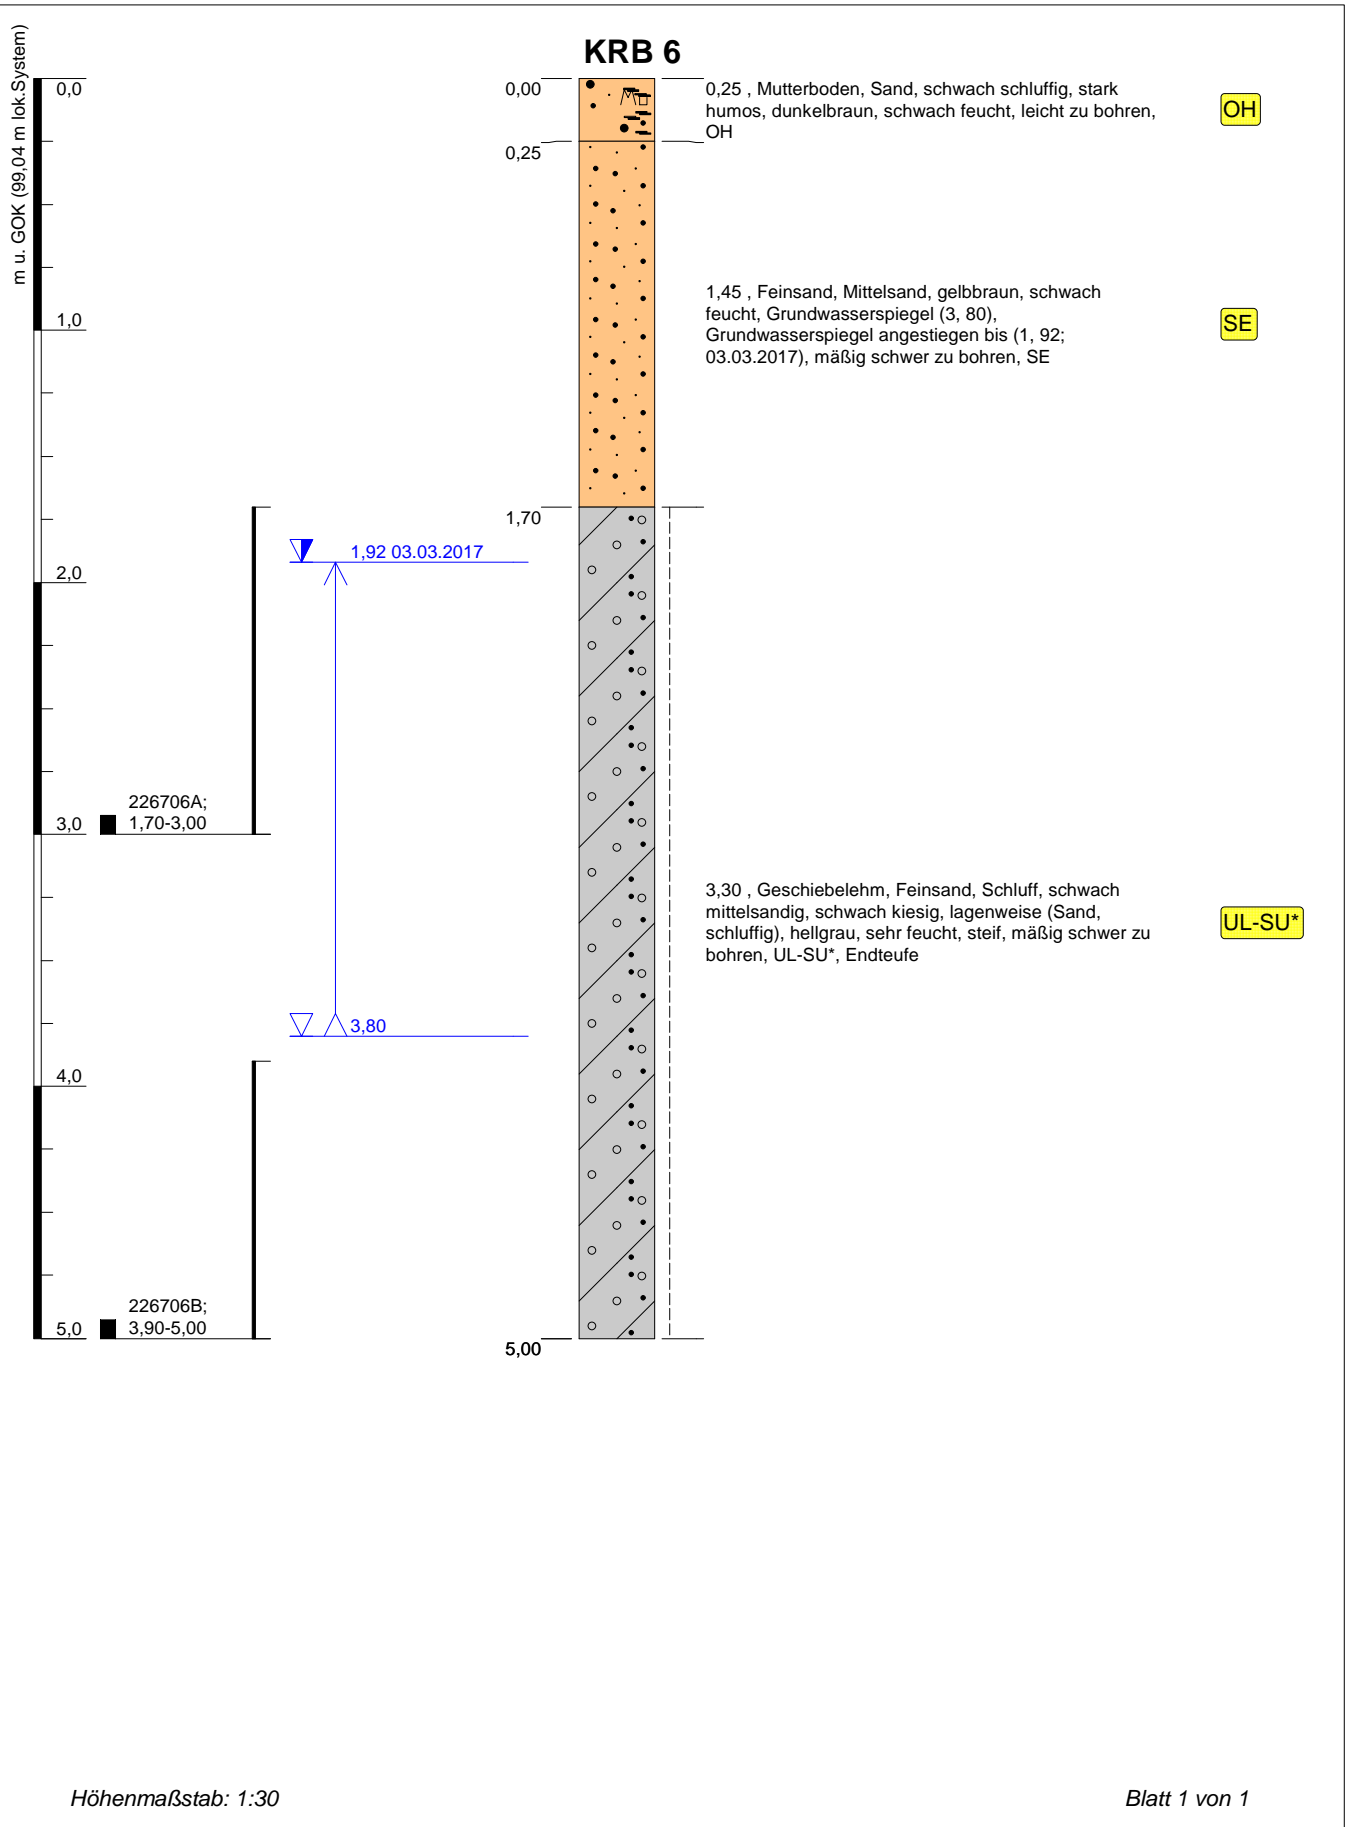 KRB 6
m u. GOK (99,04 m lok.System)
0,0
0,00
0,25 , Mutterboden, Sand, schwach schluffig, stark
humos, dunkelbraun, schwach feucht, leicht zu bohren,
OH
OH
0,25
1,45 , Feinsand, Mittelsand, gelbbraun, schwach
feucht, Grundwasserspiegel (3, 80),
Grundwasserspiegel angestiegen bis (1, 92;
03.03.2017), mäßig schwer zu bohren, SE
SE
1,0
1,70
1,92 03.03.2017
2,0
226706A;
1,70-3,00
3,0
3,30 , Geschiebelehm, Feinsand, Schluff, schwach
mittelsandig, schwach kiesig, lagenweise (Sand,
schluffig), hellgrau, sehr feucht, steif, mäßig schwer zu
bohren, UL-SU*, Endteufe
UL-SU*
3,80
4,0
226706B;
3,90-5,00
5,0
5,00
Höhenmaßstab: 1:30
Blatt 1 von 1